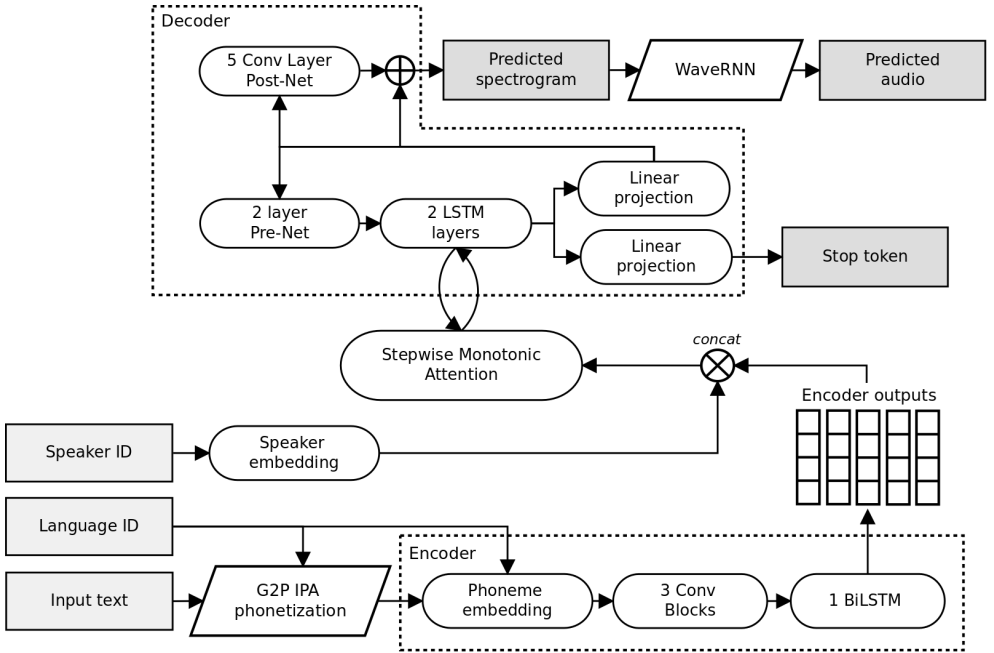 Decoder
5 Conv Layer
Post-Net
Predicted
spectrogram
WaveRNN
Predicted
audio
2 layer
Pre-Net
2 LSTM
layers
Linear
projection
Linear
projection
Stop token
Stepwise Monotonic
Attention
concat
Encoder outputs
Speaker ID
Speaker
embedding
Language ID
Input text
G2P IPA
phonetization
Encoder
Phoneme
embedding
3 Conv
Blocks
1 BiLSTM